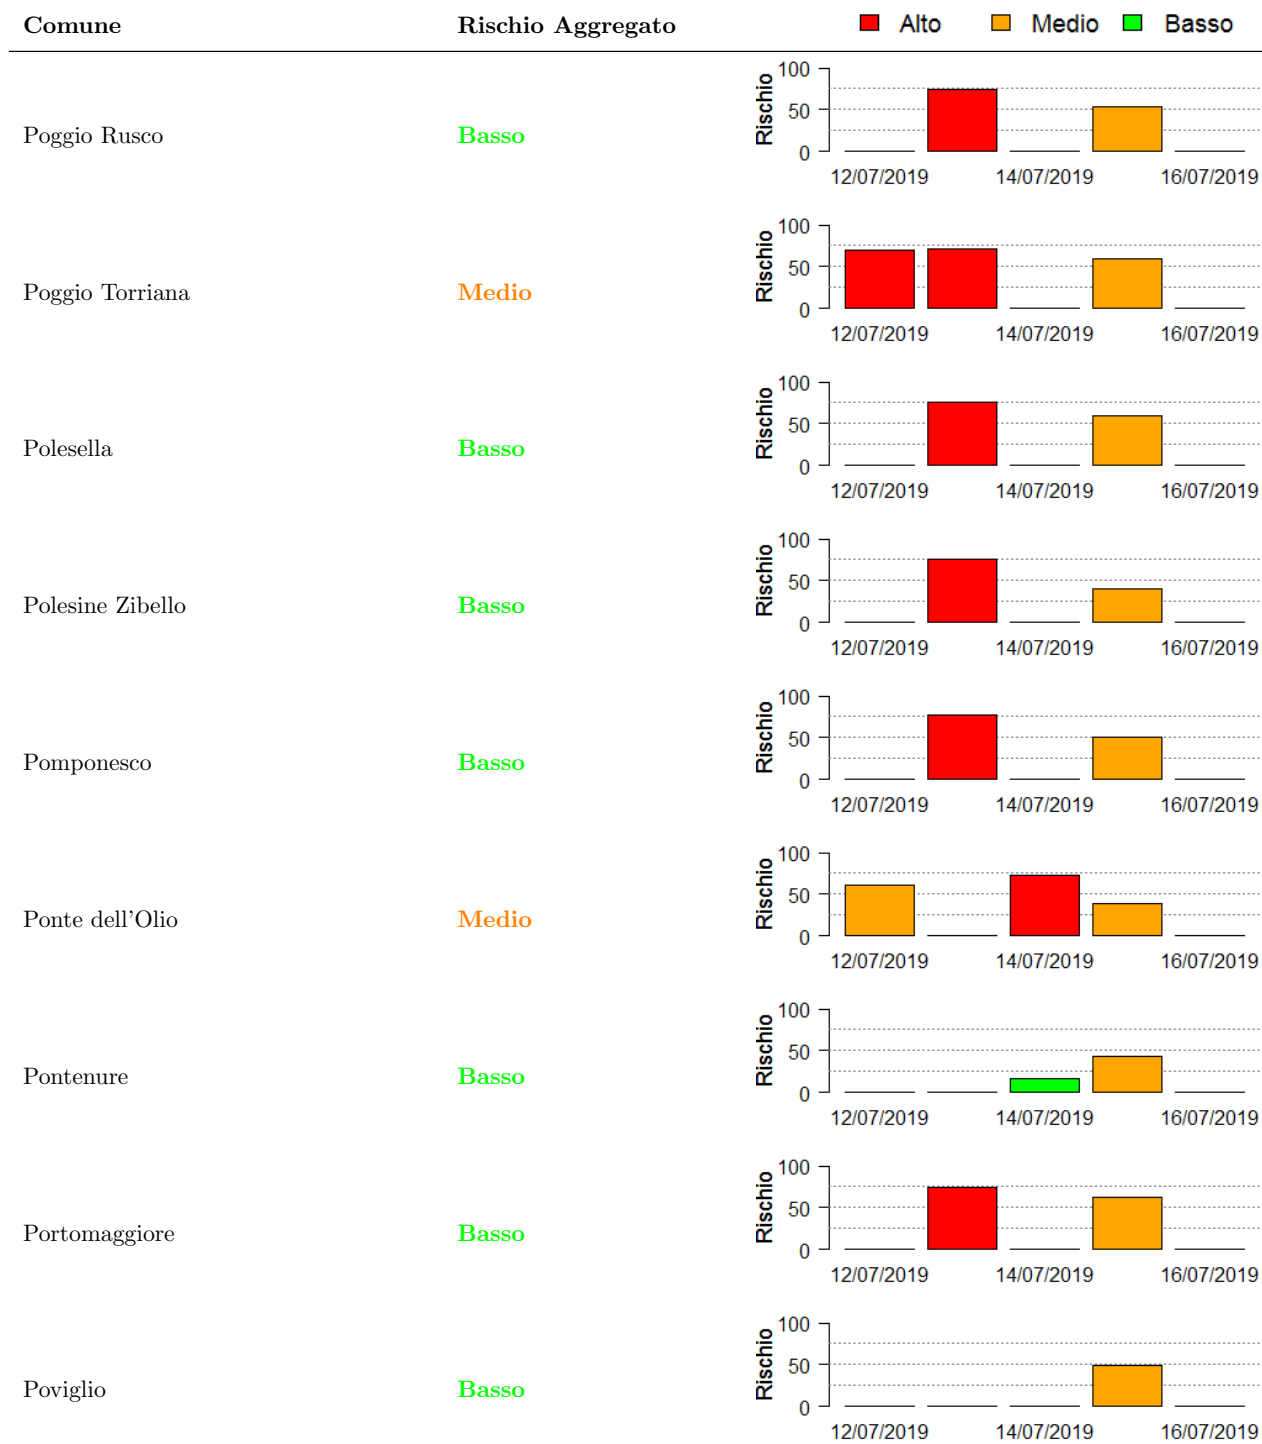 Comune Rischio Aggregato Alto Medio Basso
Poggio Rusco Basso
Rischio
100
50
0
12/07/2019 14/07/2019 16/07/2019
Poggio Torriana Medio
Rischio
100
50
0
12/07/2019 14/07/2019 16/07/2019
Polesella Basso
Rischio
100
50
0
12/07/2019 14/07/2019 16/07/2019
Polesine Zibello Basso
Rischio
100
50
0
12/07/2019 14/07/2019 16/07/2019
Pomponesco Basso
Rischio
100
50
0
12/07/2019 14/07/2019 16/07/2019
Ponte dell'Olio Medio
Rischio
100
50
0
12/07/2019 14/07/2019 16/07/2019
Pontenure Basso
Rischio
100
50
0
12/07/2019 14/07/2019 16/07/2019
Portomaggiore Basso
Rischio
100
50
0
12/07/2019 14/07/2019 16/07/2019
Poviglio Basso
Rischio
100
50
0
12/07/2019 14/07/2019 16/07/2019